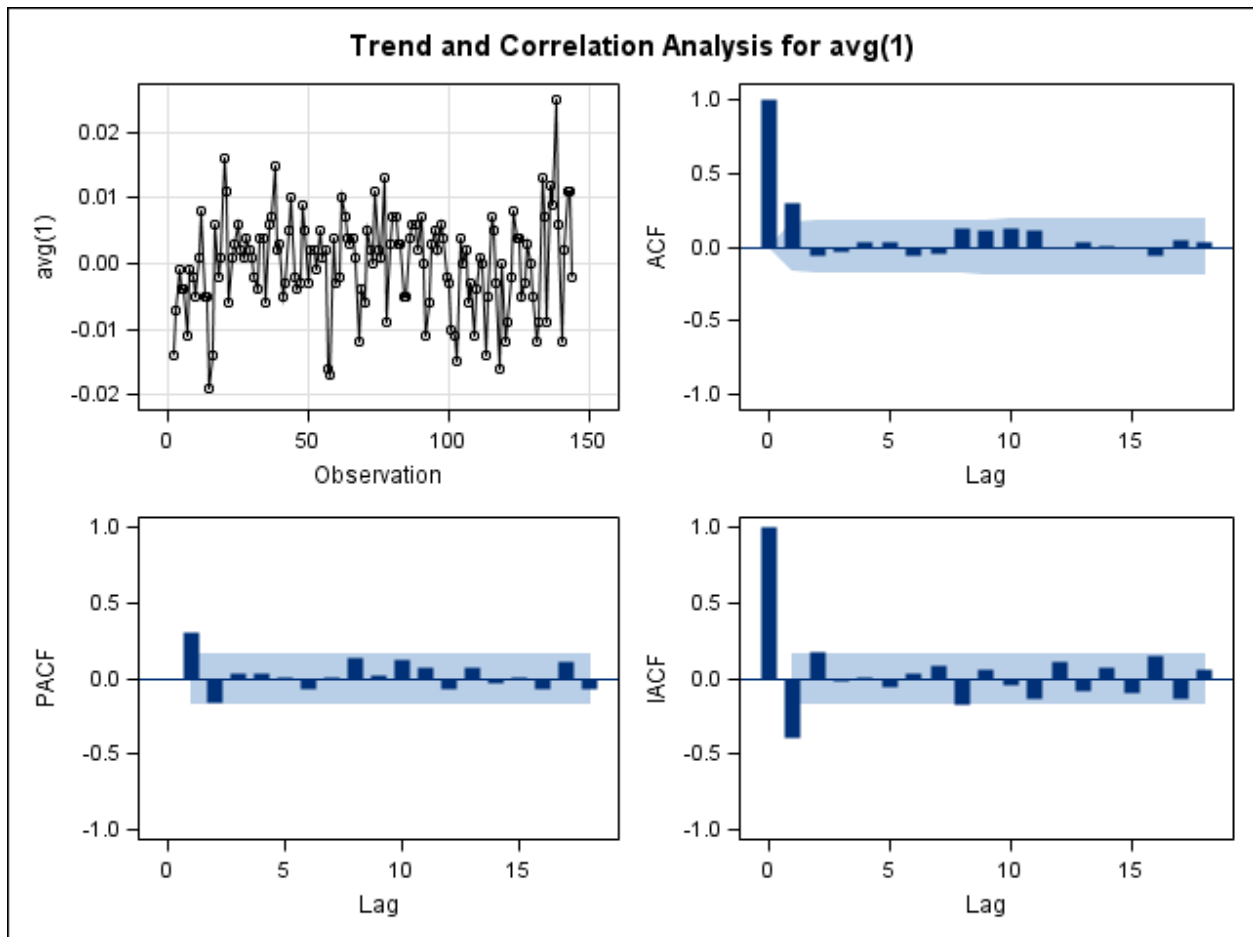 Trend and Correlation Analysis for avg(1)
avg(1)
0.02
0.01
0.00
-0.01
-0.02
0 50 100 150
Observation
ACF
1.0
0.5
0.0
-0.5
-1.0
0 5 10 15
Lag
PACF
1.0
0.5
0.0
-0.5
-1.0
0 5 10 15
Lag
IACF
1.0
0.5
0.0
-0.5
-1.0
0 5 10 15
Lag